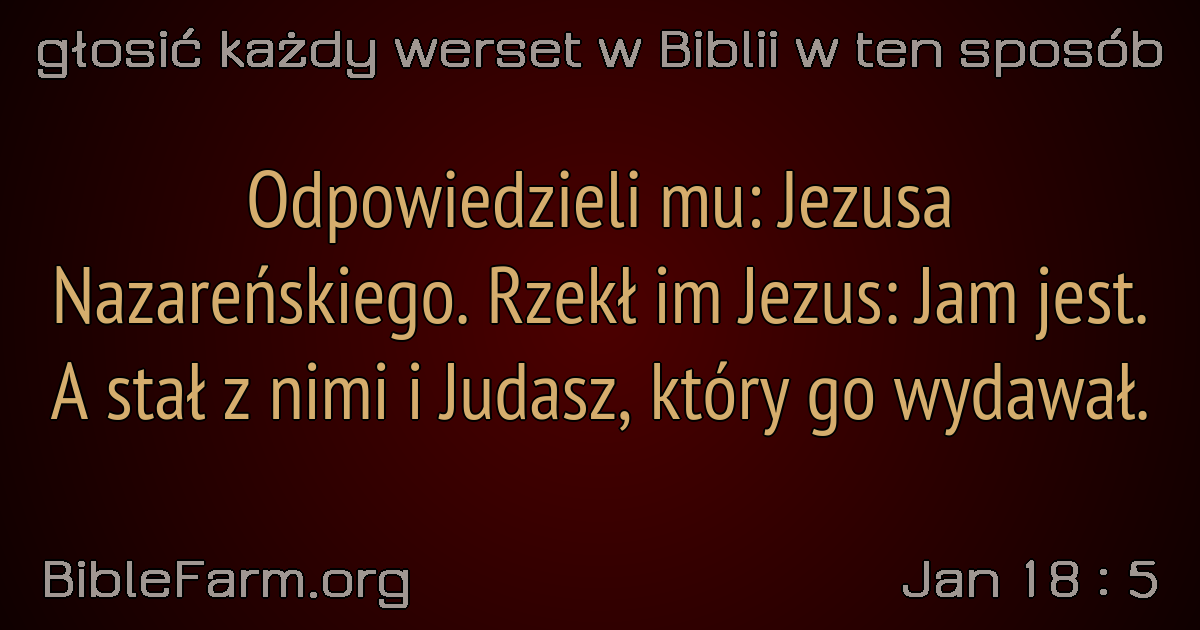 głosić każdy werset w Biblii w ten sposób
Odpowiedzieli mu: Jezusa
Nazareńskiego. Rzekł im Jezus: Jam jest.
A stał z nimi i Judasz, który go wydawał.
BibleFarm.org
Jan 18 : 5